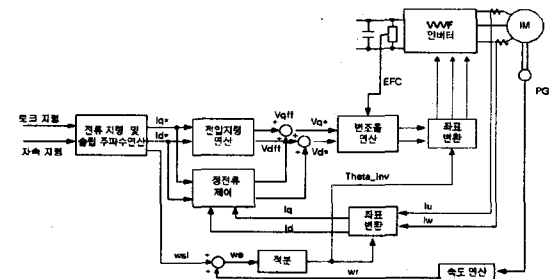 VVVF
인버터
IM
EFC
PG
토크 지령
자속 지령
전류 지령 및
슬립 주파수연산
Iq*
Id*
전압지령
연산
Vqff
Vdff
Vq*
Vd*
변조율
연산
좌표
변환
정전류
제어
Theta_inv
Iq
Id
좌표
변환
Iu
Iw
wsl
we
적분
wr
속도 연산